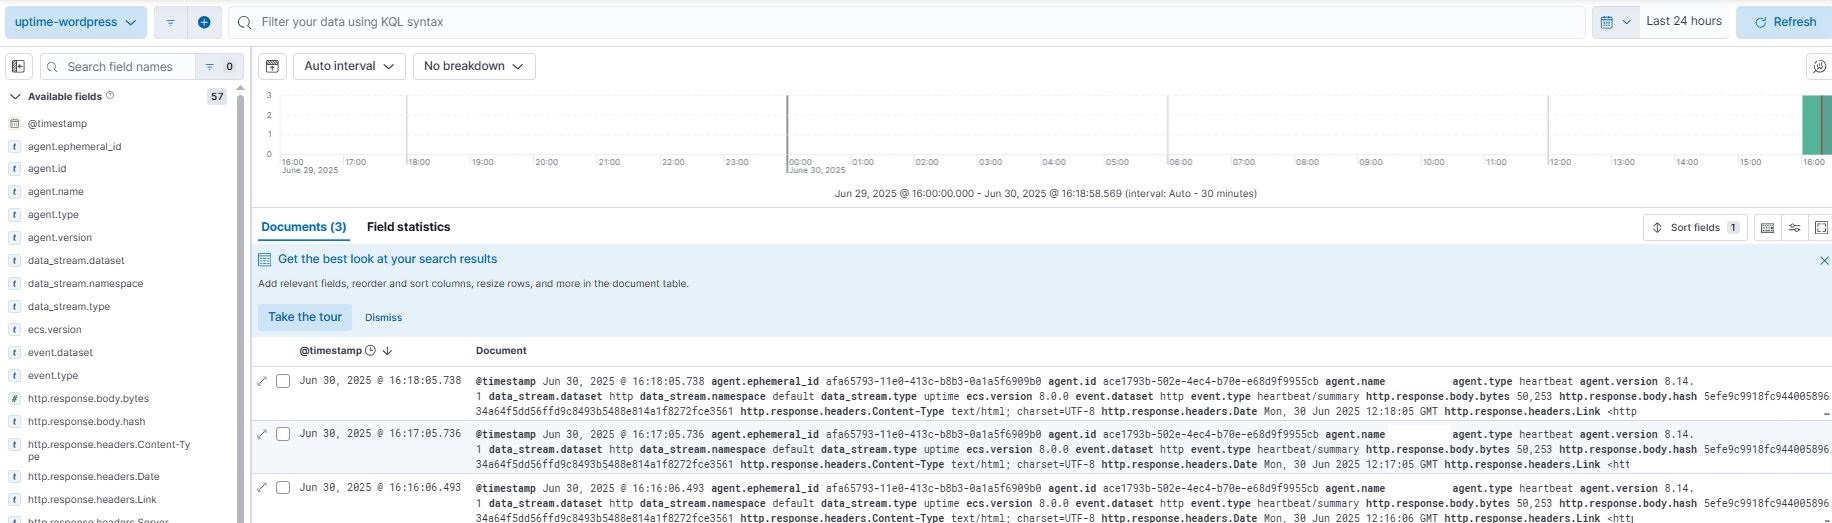 uptime-wordpress
Filter your data using KQL syntax
Last 24 hours
Refresh
Search field names
0
Auto interval
No breakdown
Available fields
57
@timestamp
agent.ephemeral_id
agent.id
agent.name
agent.type
agent.version
data_stream.dataset
data_stream.namespace
data_stream.type
ecs.version
event.dataset
event.type
http.response.body.bytes
http.response.body.hash
http.response.headers.Content-Ty
pe
http.response.headers.Date
http.response.headers.Link
http.response.headers.Server
3
2
1
0
16:00 17:00 18:00 19:00 20:00 21:00 22:00 23:00 00:00 01:00 02:00 03:00 04:00 05:00 06:00 07:00 08:00 09:00 10:00 11:00 12:00 13:00 14:00 15:00 16:00
June 29, 2025 June 30, 2025
Jun 29, 2025 @ 16:00:00.000 - Jun 30, 2025 @ 16:18:58.569 (interval: Auto - 30 minutes)
Documents (3) Field statistics
Sort fields 1
Get the best look at your search results
Add relevant fields, reorder and sort columns, resize rows, and more in the document table.
Take the tour Dismiss
@timestamp Document
Jun 30, 2025 @ 16:18:05.738 @timestamp Jun 30, 2025 @ 16:18:05.738 agent.ephemeral_id afa65793-11e0-413c-b8b3-0a1a5f6909b0 agent.id ace1793b-502e-4ec4-b70e-e68d9f9955cb agent.name agent.type heartbeat agent.version 8.14.
1 data_stream.dataset http data_stream.namespace default data_stream.type uptime ecs.version 8.0.0 event.dataset http event.type heartbeat/summary http.response.body.bytes 50,253 http.response.body.hash 5efe9c9918fc944005896
34a64f5dd56ffd9c8493b5488e814a1f8272fce3561 http.response.headers.Content-Type text/html; charset=UTF-8 http.response.headers.Date Mon, 30 Jun 2025 12:18:05 GMT http.response.headers.Link <http …
Jun 30, 2025 @ 16:17:05.736 @timestamp Jun 30, 2025 @ 16:17:05.736 agent.ephemeral_id afa65793-11e0-413c-b8b3-0a1a5f6909b0 agent.id ace1793b-502e-4ec4-b70e-e68d9f9955cb agent.name agent.type heartbeat agent.version 8.14.
1 data_stream.dataset http data_stream.namespace default data_stream.type uptime ecs.version 8.0.0 event.dataset http event.type heartbeat/summary http.response.body.bytes 50,253 http.response.body.hash 5efe9c9918fc944005896
34a64f5dd56ffd9c8493b5488e814a1f8272fce3561 http.response.headers.Content-Type text/html; charset=UTF-8 http.response.headers.Date Mon, 30 Jun 2025 12:17:05 GMT http.response.headers.Link <htt …
Jun 30, 2025 @ 16:16:06.493 @timestamp Jun 30, 2025 @ 16:16:06.493 agent.ephemeral_id afa65793-11e0-413c-b8b3-0a1a5f6909b0 agent.id ace1793b-502e-4ec4-b70e-e68d9f9955cb agent.name agent.type heartbeat agent.version 8.14.
1 data_stream.dataset http data_stream.namespace default data_stream.type uptime ecs.version 8.0.0 event.dataset http event.type heartbeat/summary http.response.body.bytes 50,253 http.response.body.hash 5efe9c9918fc944005896
34a64f5dd56ffd9c8493b5488e814a1f8272fce3561 http.response.headers.Content-Type text/html; charset=UTF-8 http.response.headers.Date Mon, 30 Jun 2025 12:16:06 GMT http.response.headers.Link <http